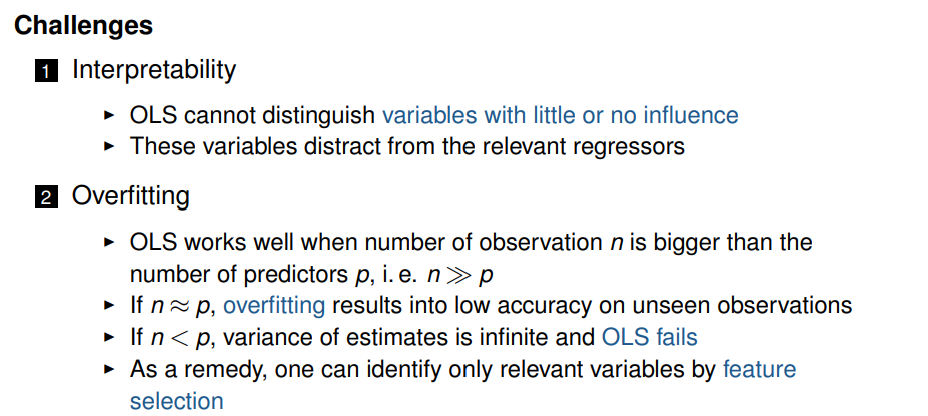 Challenges
1 Interpretability
► OLS cannot distinguish variables with little or no influence
► These variables distract from the relevant regressors
2 Overfitting
► OLS works well when number of observation n is bigger than the
number of predictors p, i. e. n ≫ p
► If n ≈ p, overfitting results into low accuracy on unseen observations
► If n < p, variance of estimates is infinite and OLS fails
► As a remedy, one can identify only relevant variables by feature
selection